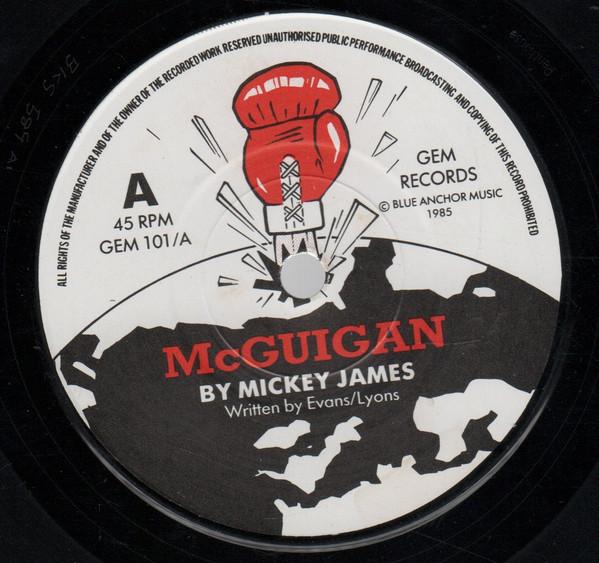 ALL RIGHTS OF THE MANUFACTURER AND OF THE OWNER OF THE RECORDED WORK RESERVED UNAUTHORISED PUBLIC PERFORMANCE BROADCASTING AND COPYING OF THIS RECORD PROHIBITED
A
45 RPM
GEM 101/A
GEM
RECORDS
© BLUE ANCHOR MUSIC
1985
McGUIGAN
BY MICKEY JAMES
Written by Evans/Lyons